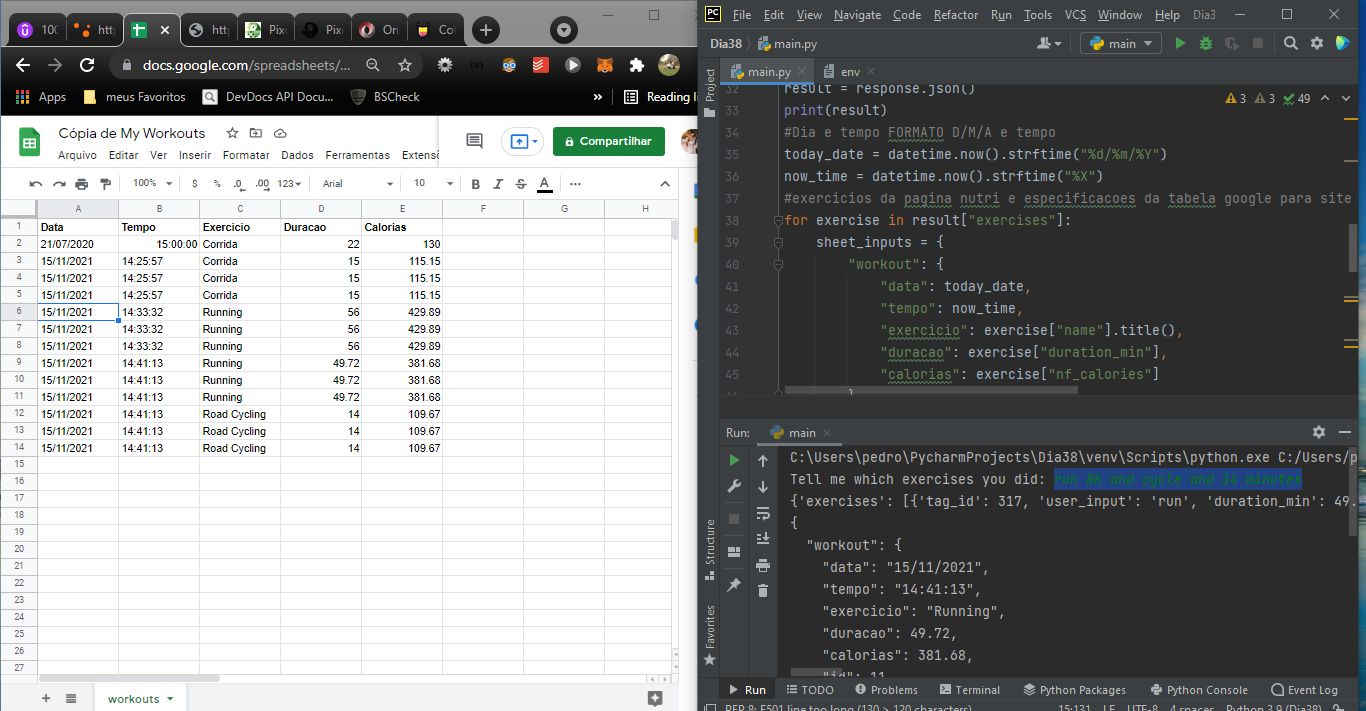 100
http
http
Pixe
Pixe
On
Col
docs.google.com/spreadsheets/...
Apps
meus Favoritos
DevDocs API Docu...
BSCheck
»
Reading li
Cópia de My Workouts
Compartilhar
Arquivo Editar Ver Inserir Formatar Dados Ferramentas Extensõ
100% $ % .0 .00 123 Arial 10 B I S A ...
A B C D E F G H
1 Data Tempo Exercicio Duracao Calorias
2 21/07/2020 15:00:00 Corrida 22 130
3 15/11/2021 14:25:57 Corrida 15 115.15
4 15/11/2021 14:25:57 Corrida 15 115.15
5 15/11/2021 14:25:57 Corrida 15 115.15
6 15/11/2021 14:33:32 Running 56 429.89
7 15/11/2021 14:33:32 Running 56 429.89
8 15/11/2021 14:33:32 Running 56 429.89
9 15/11/2021 14:41:13 Running 49.72 381.68
10 15/11/2021 14:41:13 Running 49.72 381.68
11 15/11/2021 14:41:13 Running 49.72 381.68
12 15/11/2021 14:41:13 Road Cycling 14 109.67
13 15/11/2021 14:41:13 Road Cycling 14 109.67
14 15/11/2021 14:41:13 Road Cycling 14 109.67
15
16
17
18
19
20
21
22
23
24
25
26
27
workouts
PC File Edit View Navigate Code Refactor Run Tools VCS Window Help Dia3
Dia38 main.py main
main.py env
Project
32 result = response.json()
3 3 49
33 print(result)
34 #Dia e tempo FORMATO D/M/A e tempo
35 today_date = datetime.now().strftime("%d/%m/%Y")
36 now_time = datetime.now().strftime("%X")
37 #exercicios da pagina nutri e especificacoes da tabela google para site
38 for exercise in result["exercises"]:
39 sheet_inputs = {
40 "workout": {
41 "data": today_date,
42 "tempo": now_time,
43 "exercicio": exercise["name"].title(),
44 "duracao": exercise["duration_min"],
45 "calorias": exercise["nf_calories"]
}
Run: main
C:\Users\pedro\PycharmProjects\Dia38\venv\Scripts\python.exe C:/Users/p
Tell me which exercises you did: run 8k and cycle and 14 minutes
{'exercises': [{'tag_id': 317, 'user_input': 'run', 'duration_min': 49.
{
"workout": {
"data": "15/11/2021",
"tempo": "14:41:13",
"exercicio": "Running",
"duracao": 49.72,
"calorias": 381.68,
"id": 11
Structure
Favorites
Run TODO Problems Terminal Python Packages Python Console Event Log
PEP 8: E501 line too long (130 > 120 characters) 15:131 LF UTF-8 4 spaces Python 3.9 (Dia38)